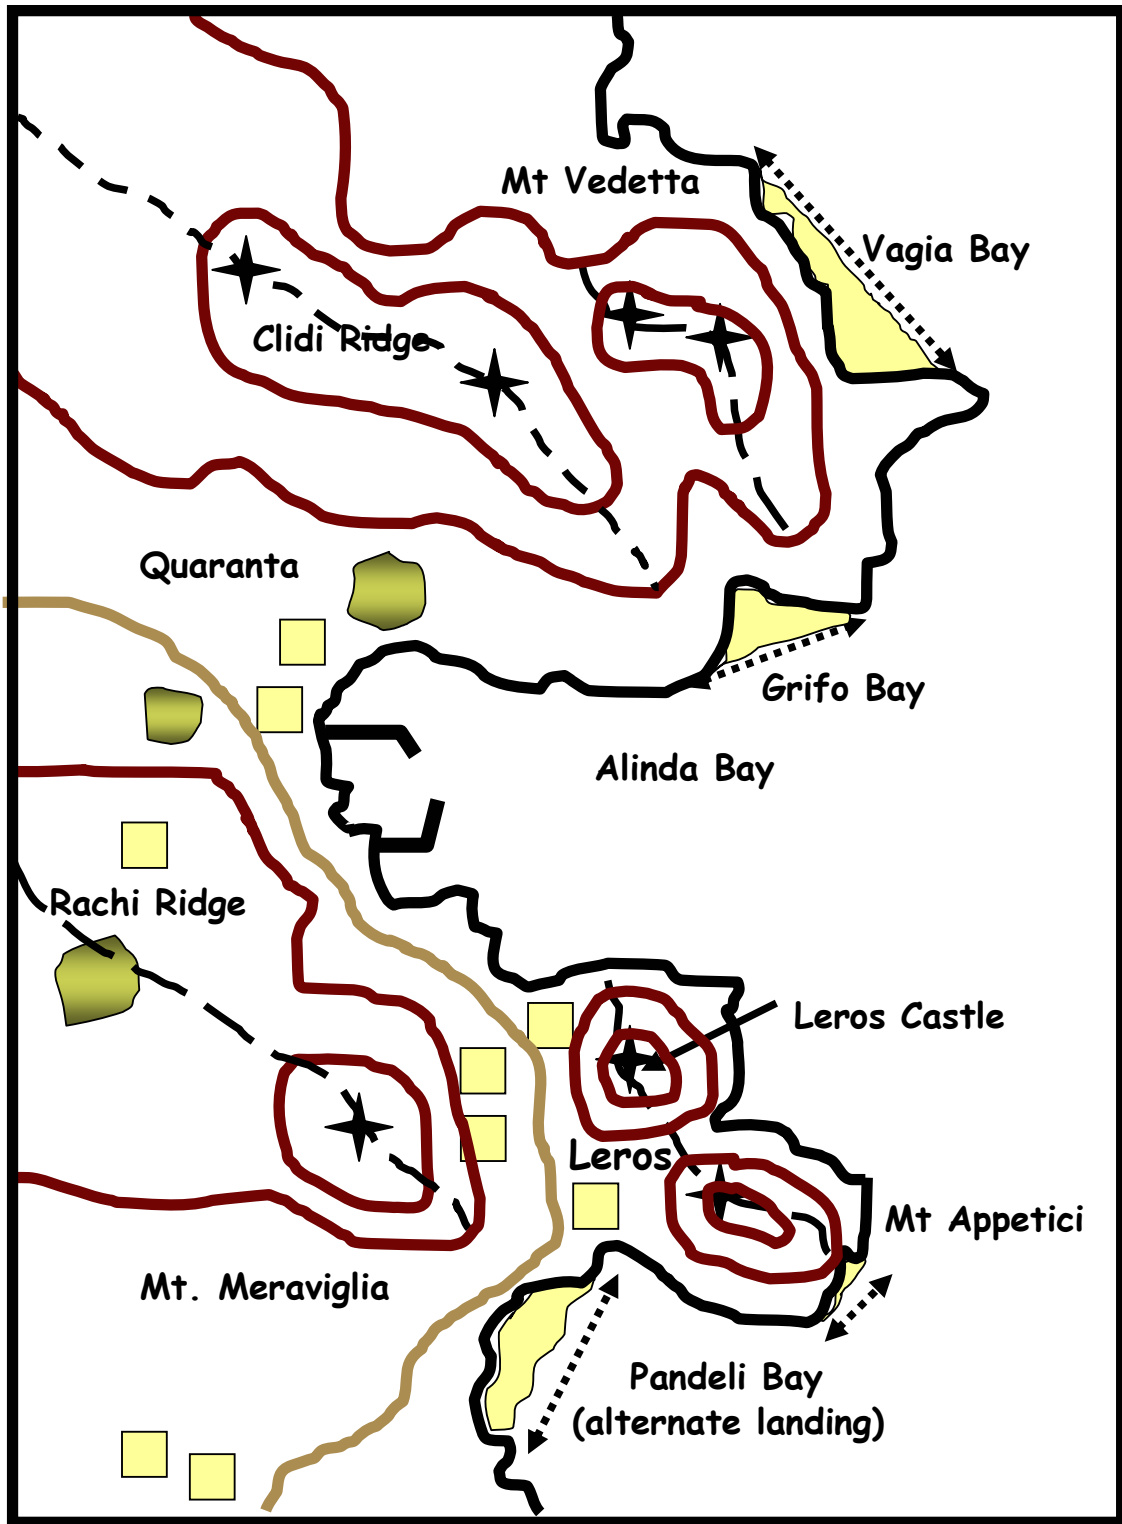 Mt Vedetta
Vagia Bay
Clidi Ridge
Quaranta
Grifo Bay
Alinda Bay
Rachi Ridge
Leros Castle
Leros
Mt Appetici
Mt. Meraviglia
Pandeli Bay
(alternate landing)